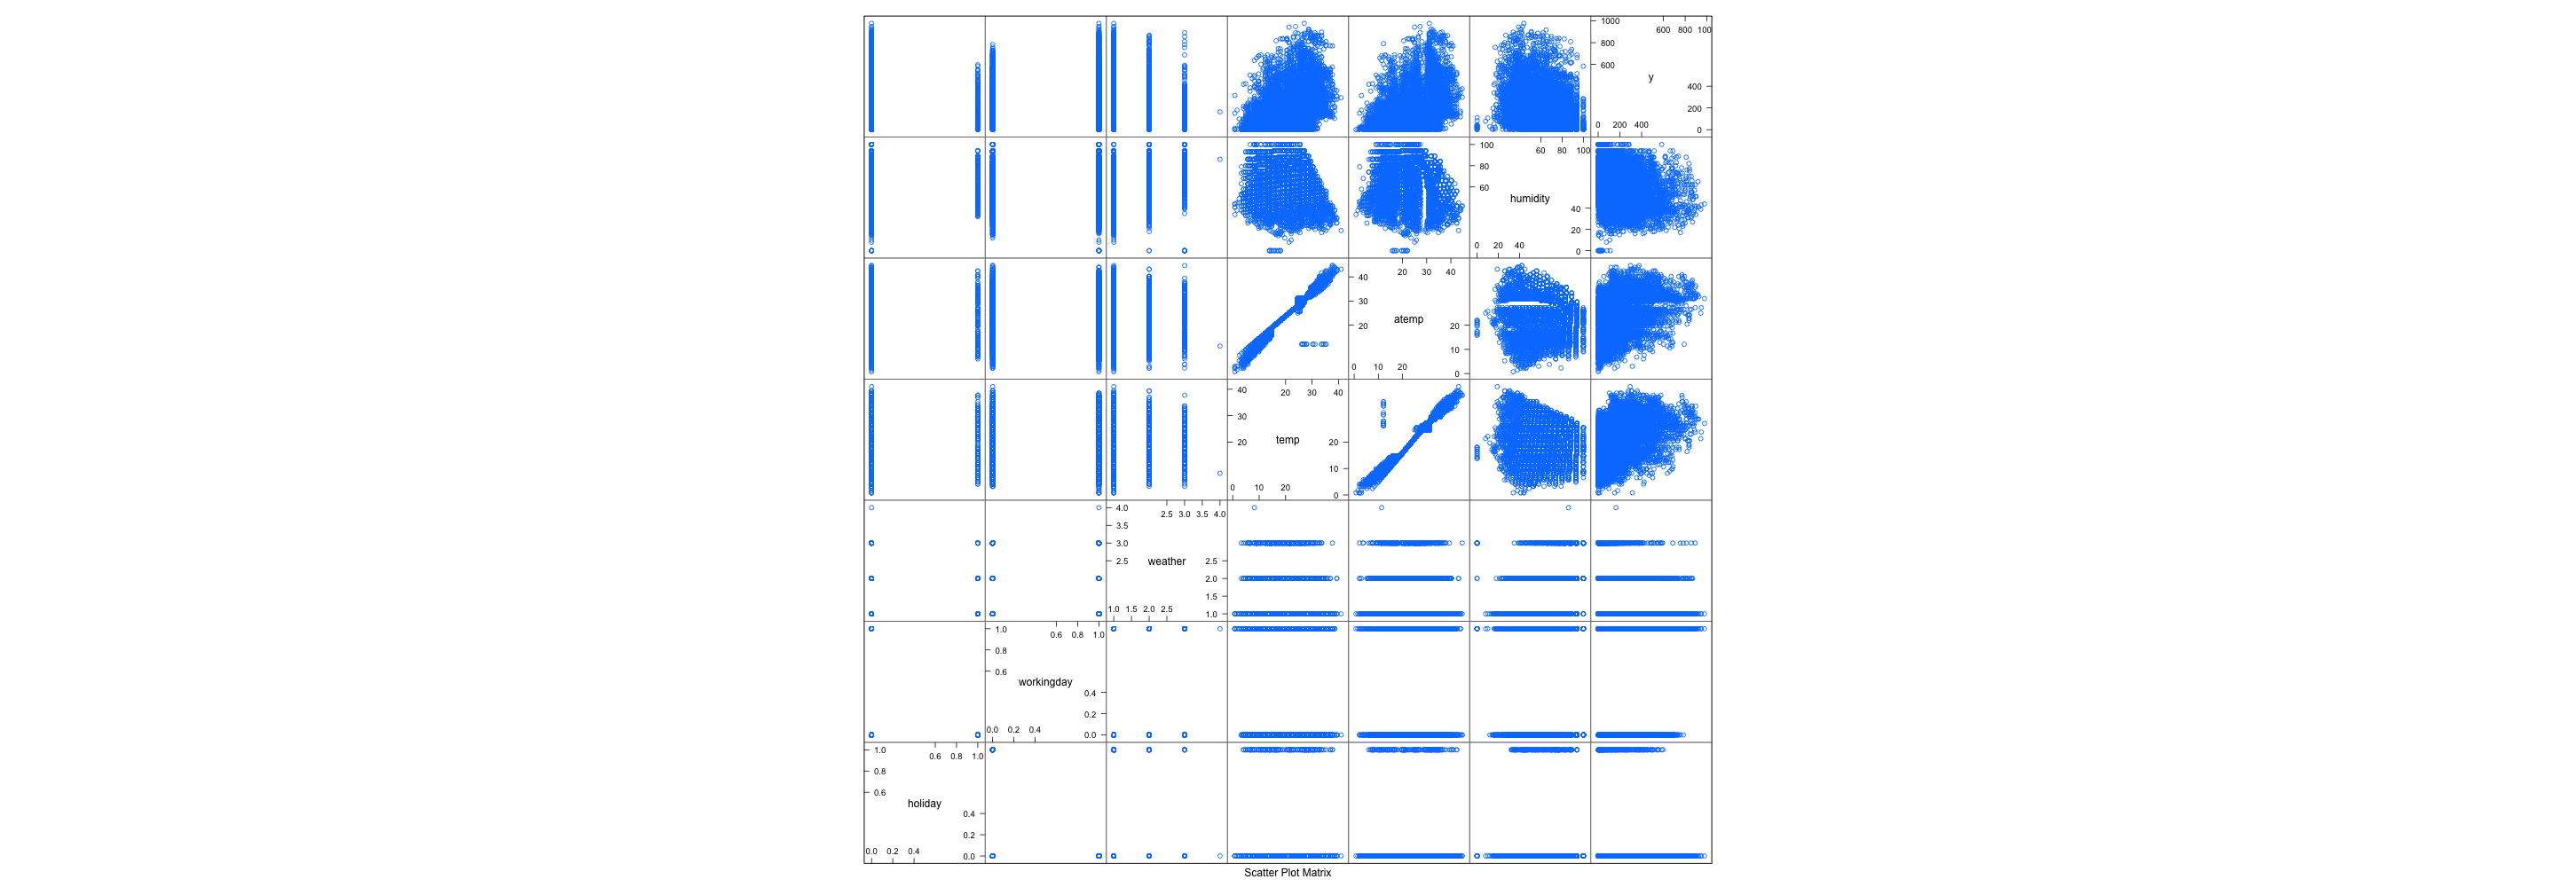 1000
600 800 100
800
600
y
400
200
0 200 400
0
100
60 80 100
80
60
humidity
40
20
0 20 40
0
20 30 40
40
30
atemp
20
20
10
0 10 20
0
40
20 30 40
30
20
temp
20
10
0 10 20
0
4.0
2.5 3.0 3.5 4.0
3.5
3.0
2.5
weather
2.5
2.0
1.5
1.0 1.5 2.0 2.5
1.0
1.0
0.6 0.8 1.0
0.8
0.6
workingday
0.4
0.2
0.0 0.2 0.4
0.0
1.0
0.6 0.8 1.0
0.8
0.6
holiday
0.4
0.2
0.0 0.2 0.4
0.0
Scatter Plot Matrix